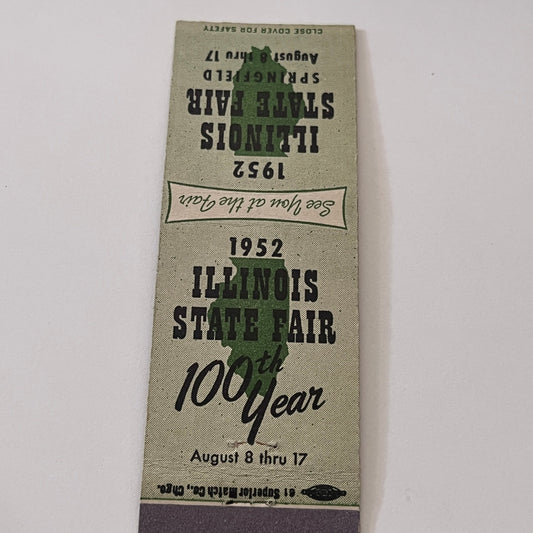 CLOSE COVER FOR SAFETY
1952
ILLINOIS
STATE FAIR
SPRINGFIELD
August 8 thru 17
See You at the Fair
1952
ILLINOIS
STATE FAIR
100th
Year
August 8 thru 17
61 Superior Match Co., Chgo.